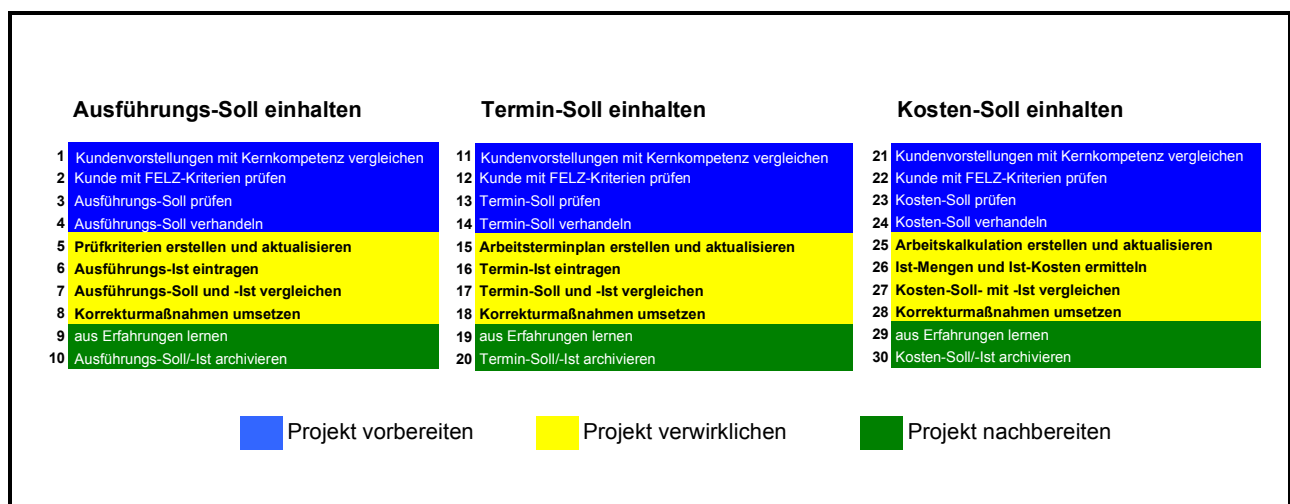 Ausführungs-Soll einhalten
1 Kundenvorstellungen mit Kernkompetenz vergleichen
2 Kunde mit FELZ-Kriterien prüfen
3 Ausführungs-Soll prüfen
4 Ausführungs-Soll verhandeln
5 Prüfkriterien erstellen und aktualisieren
6 Ausführungs-Ist eintragen
7 Ausführungs-Soll und -Ist vergleichen
8 Korrekturmaßnahmen umsetzen
9 aus Erfahrungen lernen
10 Ausführungs-Soll/-Ist archivieren
Termin-Soll einhalten
11 Kundenvorstellungen mit Kernkompetenz vergleichen
12 Kunde mit FELZ-Kriterien prüfen
13 Termin-Soll prüfen
14 Termin-Soll verhandeln
15 Arbeitsterminplan erstellen und aktualisieren
16 Termin-Ist eintragen
17 Termin-Soll und -Ist vergleichen
18 Korrekturmaßnahmen umsetzen
19 aus Erfahrungen lernen
20 Termin-Soll/-Ist archivieren
Kosten-Soll einhalten
21 Kundenvorstellungen mit Kernkompetenz vergleichen
22 Kunde mit FELZ-Kriterien prüfen
23 Kosten-Soll prüfen
24 Kosten-Soll verhandeln
25 Arbeitskalkulation erstellen und aktualisieren
26 Ist-Mengen und Ist-Kosten ermitteln
27 Kosten-Soll- mit -Ist vergleichen
28 Korrekturmaßnahmen umsetzen
29 aus Erfahrungen lernen
30 Kosten-Soll/-Ist archivieren
Projekt vorbereiten
Projekt verwirklichen
Projekt nachbereiten